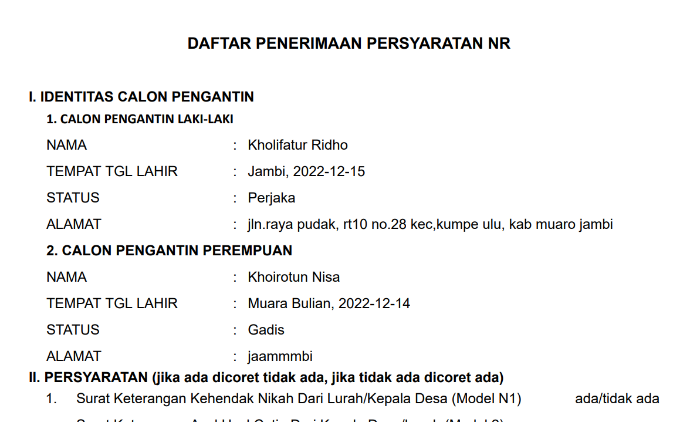 DAFTAR PENERIMAAN PERSYARATAN NR
I. IDENTITAS CALON PENGANTIN
1. CALON PENGANTIN LAKI-LAKI
NAMA : Kholifatur Ridho
TEMPAT TGL LAHIR : Jambi, 2022-12-15
STATUS : Perjaka
ALAMAT : jln.raya pudak, rt10 no.28 kec,kumpe ulu, kab muaro jambi
2. CALON PENGANTIN PEREMPUAN
NAMA : Khoirotun Nisa
TEMPAT TGL LAHIR : Muara Bulian, 2022-12-14
STATUS : Gadis
ALAMAT : jaammmbi
II. PERSYARATAN (jika ada dicoret tidak ada, jika tidak ada dicoret ada)
1. Surat Keterangan Kehendak Nikah Dari Lurah/Kepala Desa (Model N1) ada/tidak ada